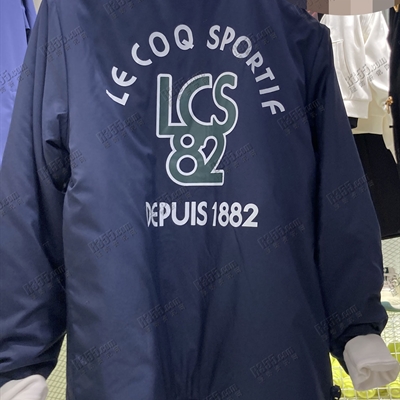 LE COQ SPORTIF
LCS
82
DEPUIS 1882